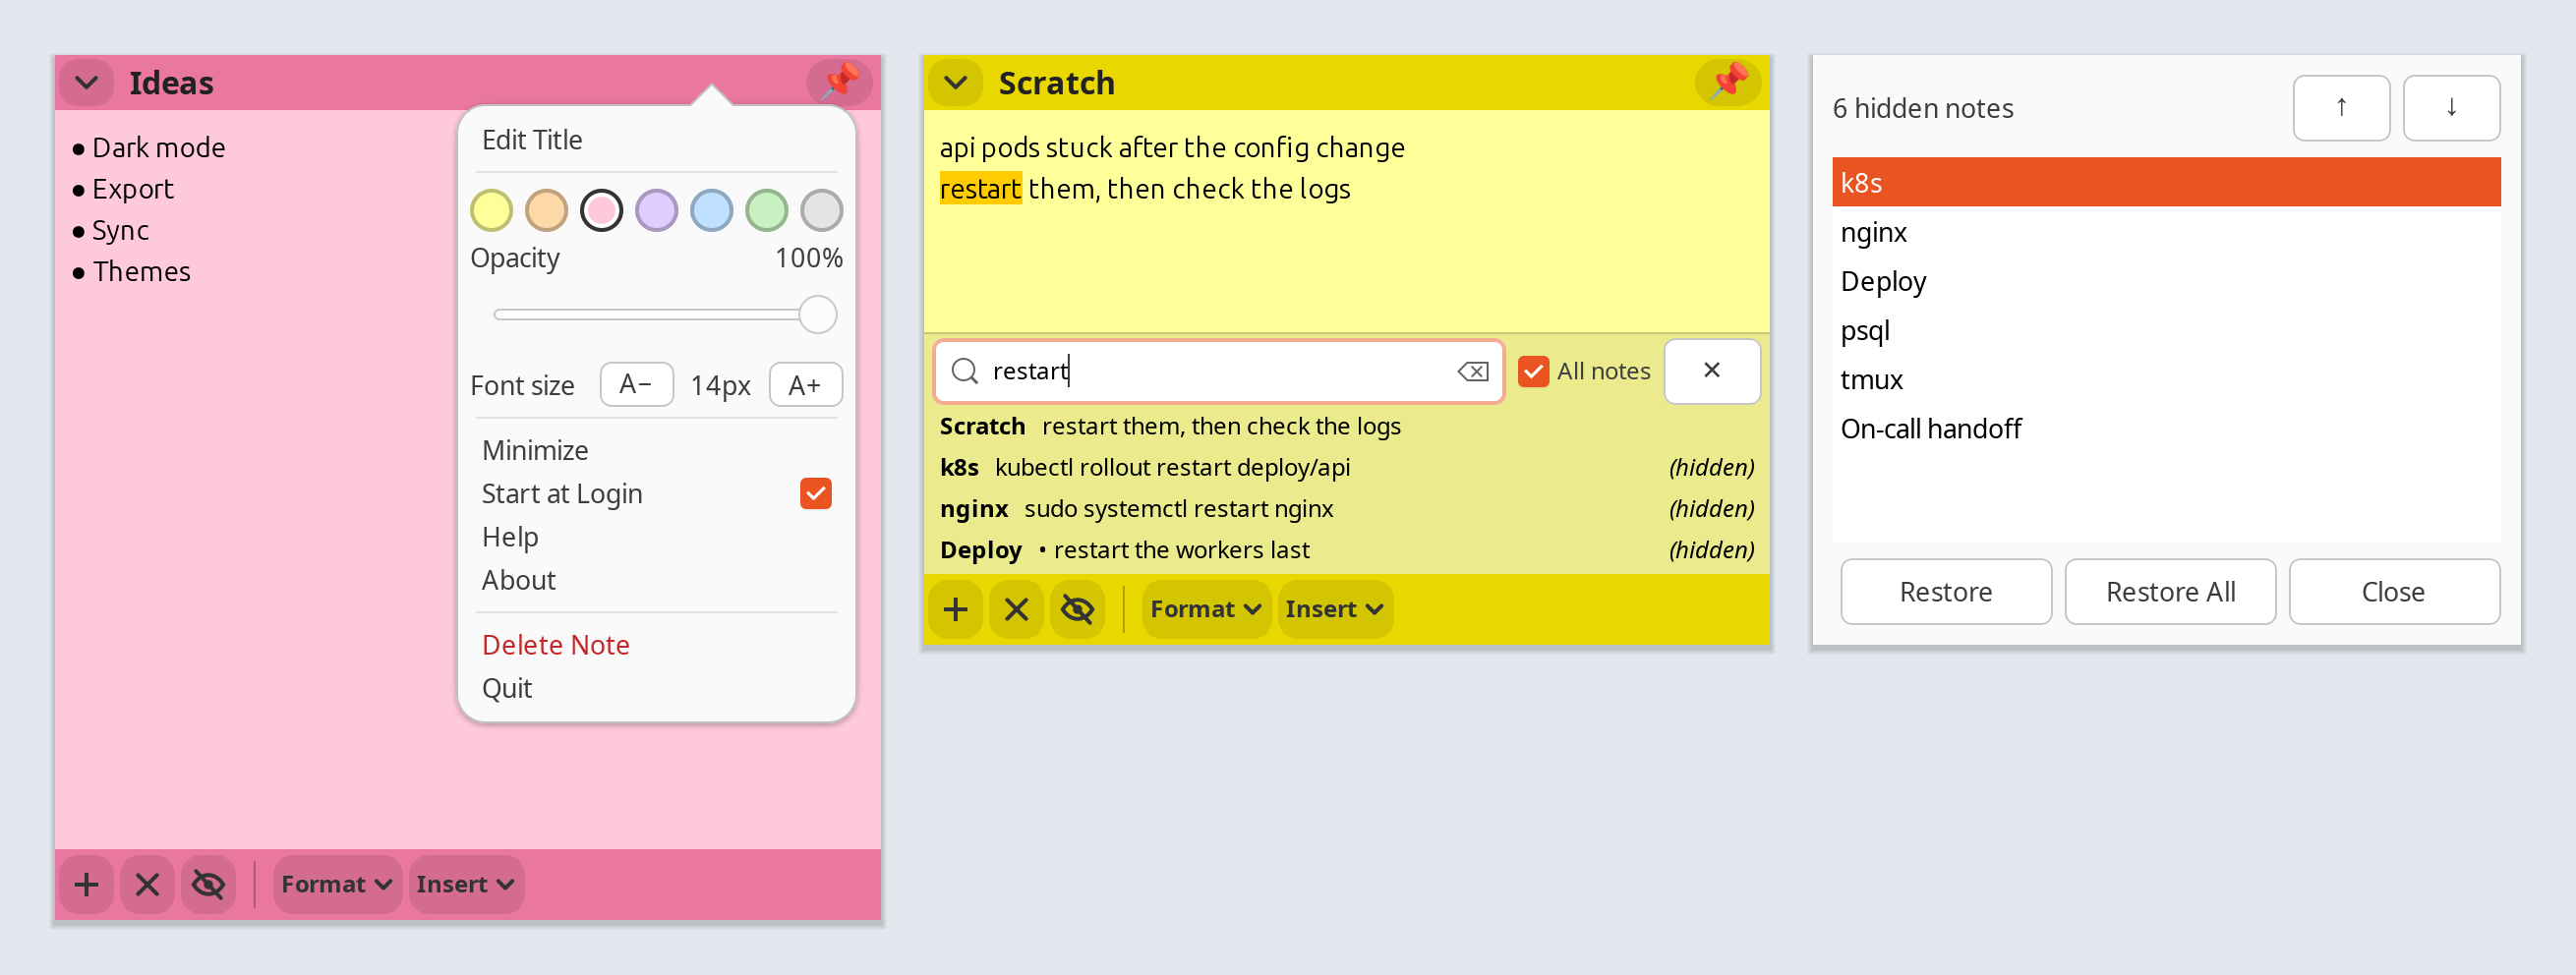 Ideas
● Dark mode
● Export
● Sync
● Themes
Edit Title
Opacity 100%
Font size A− 14px A+
Minimize
Start at Login
Help
About
Delete Note
Quit
Format Insert
Scratch
api pods stuck after the config change
restart them, then check the logs
restart All notes ×
Scratch restart them, then check the logs
k8s kubectl rollout restart deploy/api (hidden)
nginx sudo systemctl restart nginx (hidden)
Deploy • restart the workers last (hidden)
Format Insert
6 hidden notes ↑ ↓
k8s
nginx
Deploy
psql
tmux
On-call handoff
Restore Restore All Close